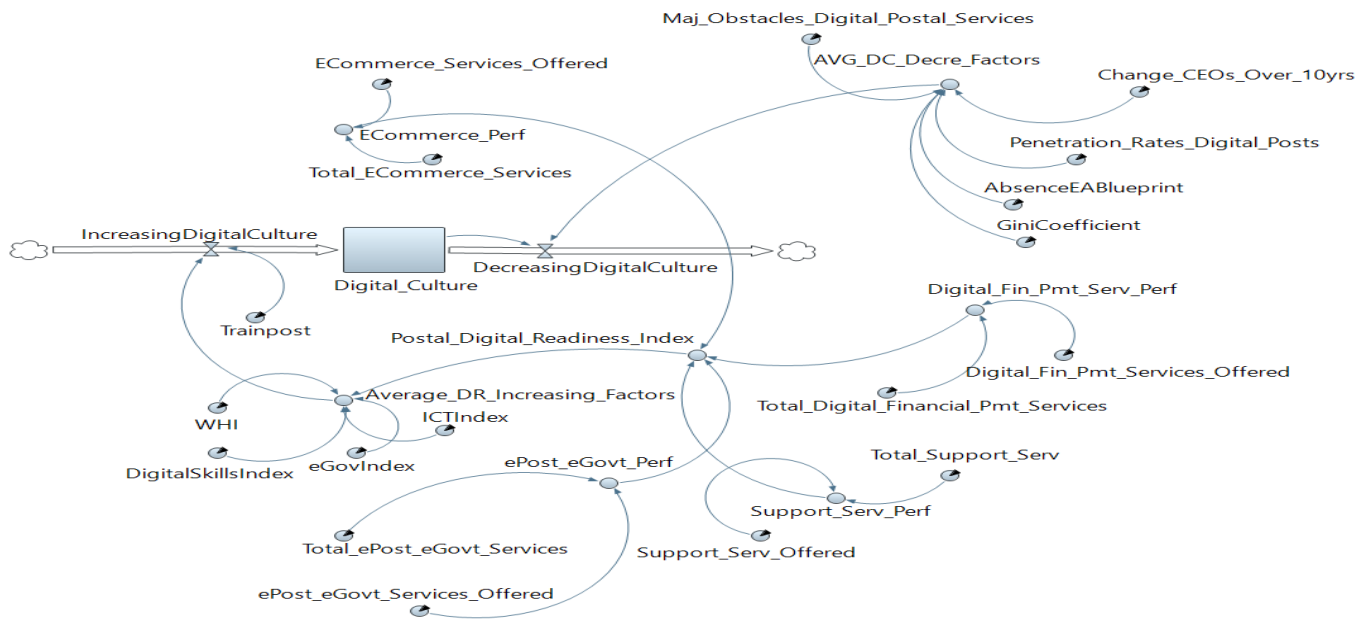 Maj_Obstacles_Digital_Postal_Services
ECommerce_Services_Offered
AVG_DC_Decre_Factors
Change_CEOs_Over_10yrs
ECommerce_Perf
Penetration_Rates_Digital_Posts
Total_ECommerce_Services
AbsenceEABlueprint
GiniCoefficient
IncreasingDigitalCulture
DecreasingDigitalCulture
Digital_Culture
Digital_Fin_Pmt_Serv_Perf
Trainpost
Postal_Digital_Readiness_Index
Digital_Fin_Pmt_Services_Offered
Average_DR_Increasing_Factors
Total_Digital_Financial_Pmt_Services
ICTIndex
WHI
Total_Support_Serv
ePost_eGovt_Perf
eGovIndex
DigitalSkillsIndex
Support_Serv_Perf
Total_ePost_eGovt_Services
Support_Serv_Offered
ePost_eGovt_Services_Offered